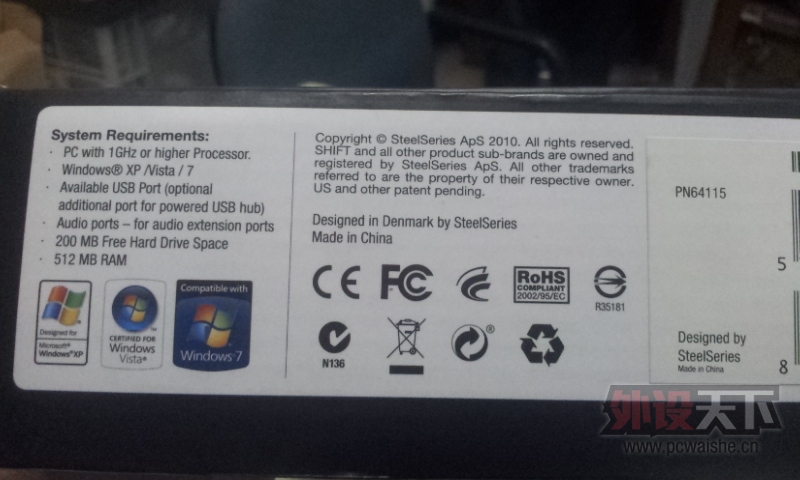 System Requirements:
· PC with 1GHz or higher Processor.
· Windows® XP /Vista / 7
· Available USB Port (optional
additional port for powered USB hub)
· Audio ports – for audio extension ports
· 200 MB Free Hard Drive Space
· 512 MB RAM
Designed for
Microsoft®
Windows®XP
CERTIFIED FOR
Windows
Vista®
Compatible with
Windows®7
Copyright © SteelSeries ApS 2010. All rights reserved.
SHIFT and all other product sub-brands are owned and
registered by SteelSeries ApS. All other trademarks
referred to are the property of their respective owner.
US and other patent pending.
Designed in Denmark by SteelSeries
Made in China
CE FC
RoHS
COMPLIANT
2002/95/EC
R35181
N136
®
PN64115
5
Designed by
SteelSeries
Made in China
8
外设天下
www.pcwaishe.cn